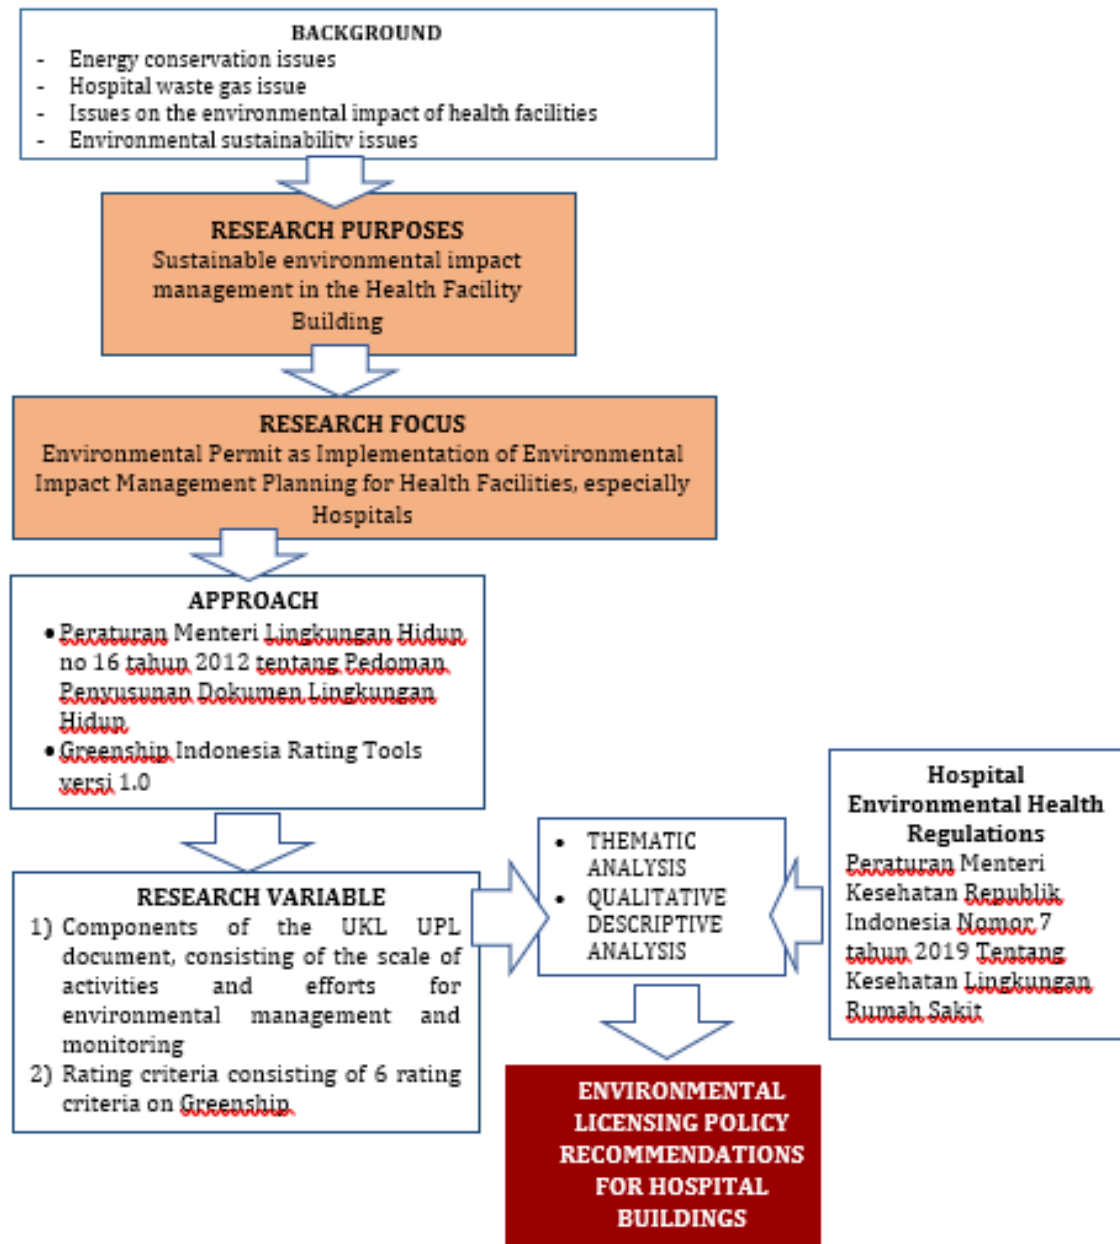 BACKGROUND
- Energy conservation issues
- Hospital waste gas issue
- Issues on the environmental impact of health facilities
- Environmental sustainability issues
RESEARCH PURPOSES
Sustainable environmental impact
management in the Health Facility
Building
RESEARCH FOCUS
Environmental Permit as Implementation of Environmental
Impact Management Planning for Health Facilities, especially
Hospitals
APPROACH
• Peraturan Menteri Lingkungan Hidup
no 16 tahun 2012 tentang Pedoman
Penyusunan Dokumen Lingkungan
Hidup
• Greenship Indonesia Rating Tools
versi 1.0
RESEARCH VARIABLE
1) Components of the UKL UPL
document, consisting of the scale of
activities and efforts for
environmental management and
monitoring
2) Rating criteria consisting of 6 rating
criteria on Greenship
• THEMATIC
ANALYSIS
• QUALITATIVE
DESCRIPTIVE
ANALYSIS
Hospital
Environmental Health
Regulations
Peraturan Menteri
Kesehatan Republik
Indonesia Nomor 7
tahun 2019 Tentang
Kesehatan Lingkungan
Rumah Sakit
ENVIRONMENTAL
LICENSING POLICY
RECOMMENDATIONS
FOR HOSPITAL
BUILDINGS